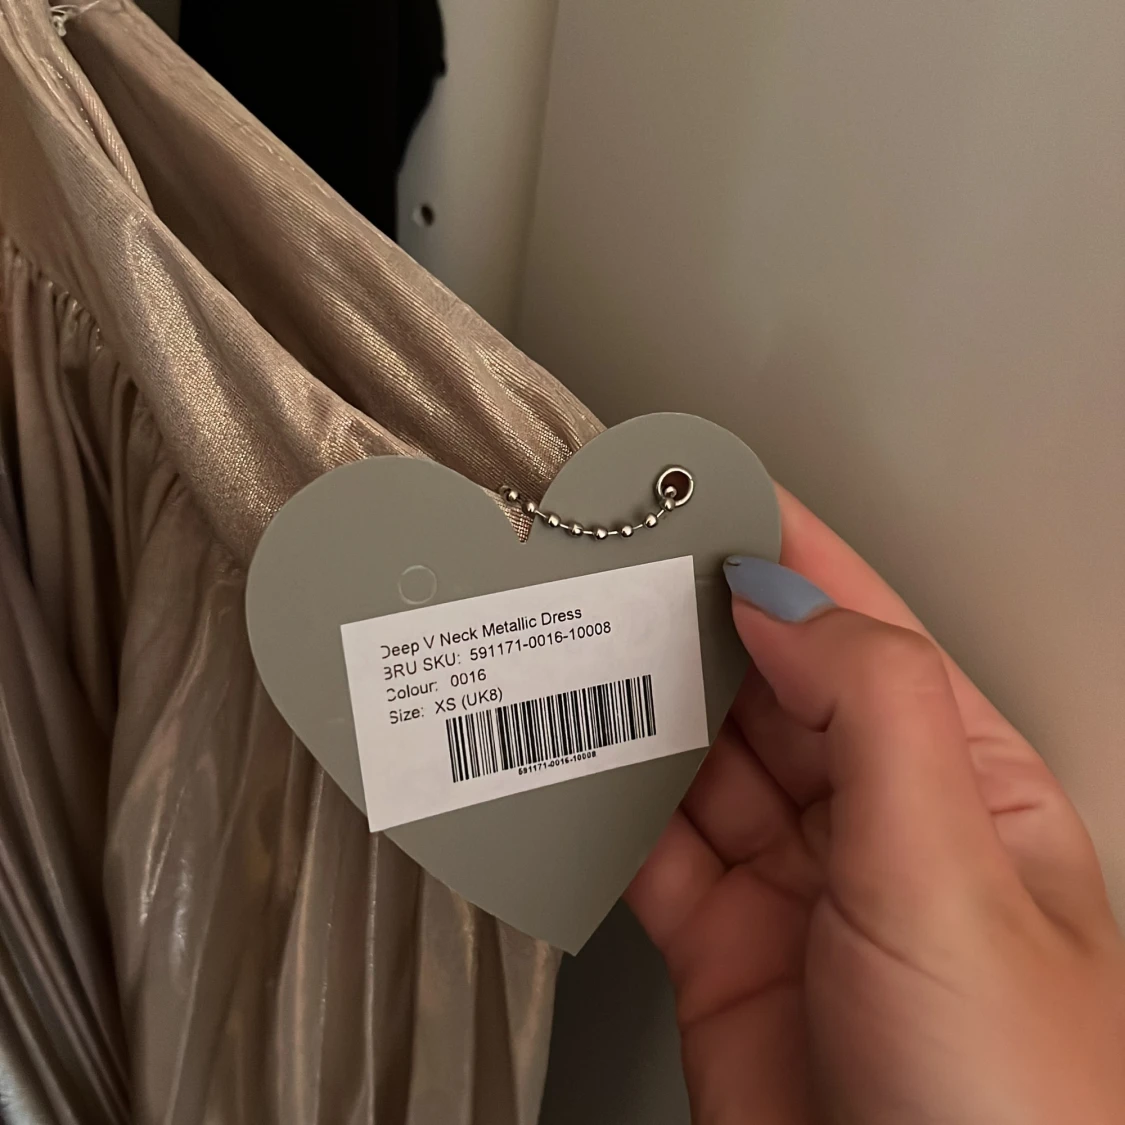 Deep V Neck Metallic Dress
BRU SKU: 591171-0016-10008
Colour: 0016
Size: XS (UK8)
591171-0016-10008